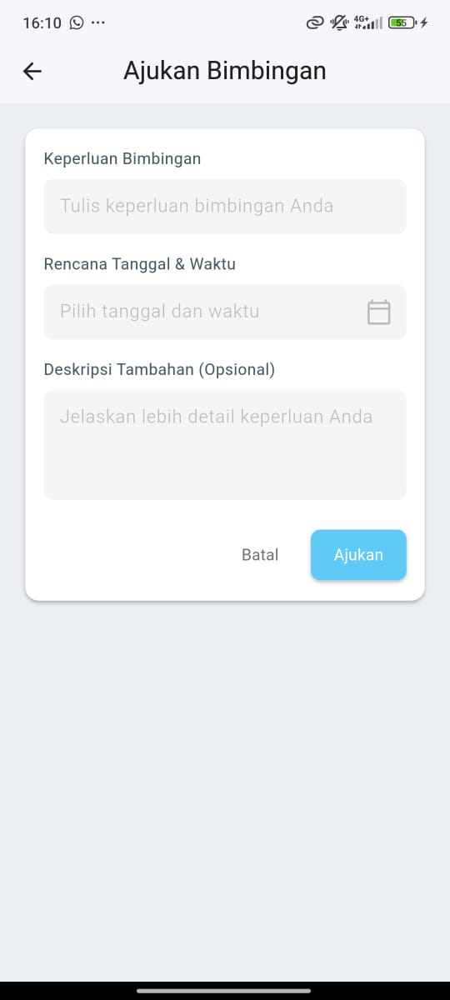 16:10 ... 4G+ 55
Ajukan Bimbingan
Keperluan Bimbingan
Tulis keperluan bimbingan Anda
Rencana Tanggal & Waktu
Pilih tanggal dan waktu
Deskripsi Tambahan (Opsional)
Jelaskan lebih detail keperluan Anda
Batal Ajukan